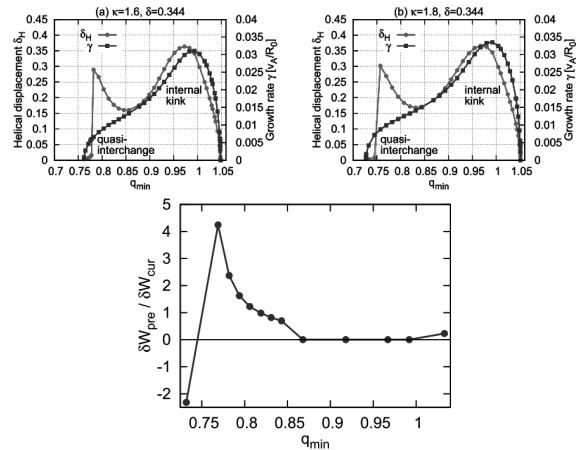 (a) κ=1.6, δ=0.344
Helical displacement δH
0.45
0.4
0.35
0.3
0.25
0.2
0.15
0.1
0.05
0
δH
γ
internal
kink
quasi-
interchange
0.04
0.035
0.03
0.025
0.02
0.015
0.01
0.005
0
Growth rate γ [vA/R0]
0.7 0.75 0.8 0.85 0.9 0.95 1 1.05
qmin
(b) κ=1.8, δ=0.344
Helical displacement δH
0.45
0.4
0.35
0.3
0.25
0.2
0.15
0.1
0.05
0
δH
γ
internal
kink
quasi-
interchange
0.04
0.035
0.03
0.025
0.02
0.015
0.01
0.005
0
Growth rate γ [vA/R0]
0.7 0.75 0.8 0.85 0.9 0.95 1 1.05
qmin
δWpre / δWcur
5
4
3
2
1
0
-1
-2
0.75 0.8 0.85 0.9 0.95 1
qmin